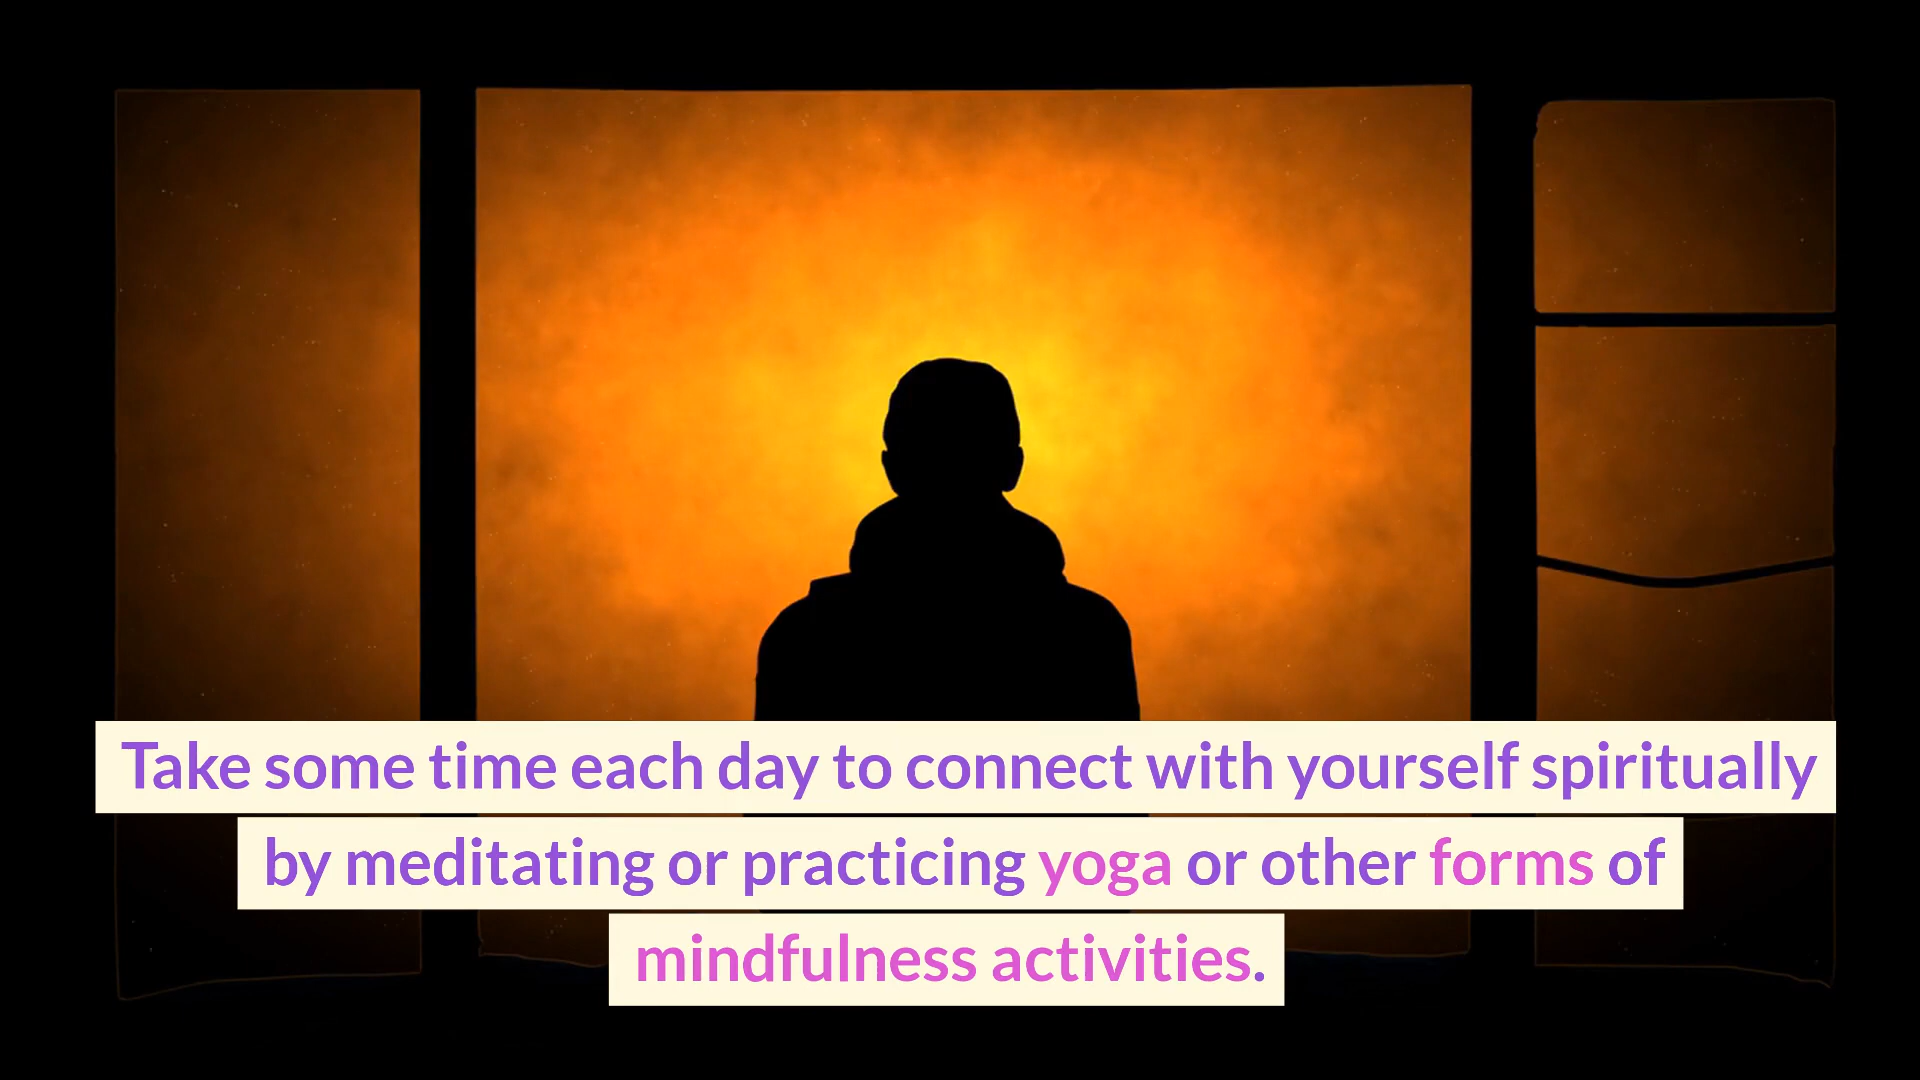 Take some time each day to connect with yourself spiritually
by meditating or practicing yoga or other forms of
mindfulness activities.